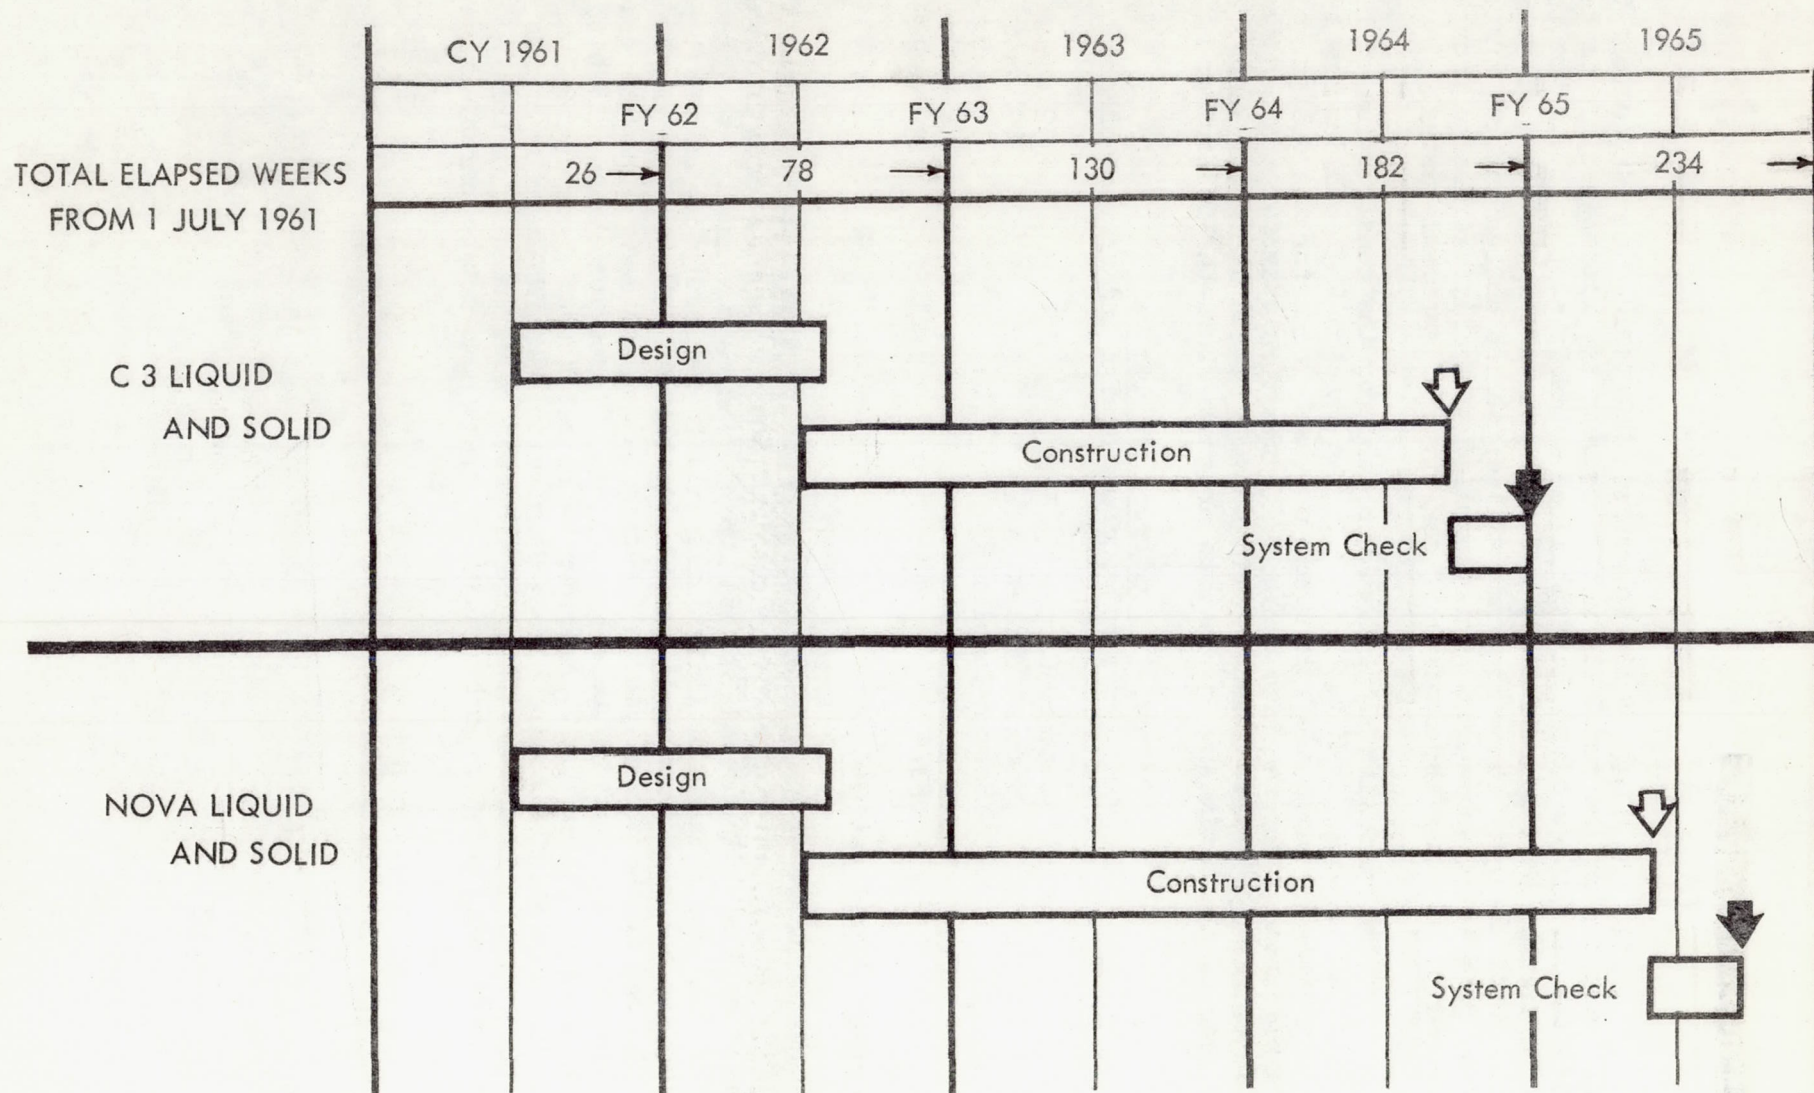 CY 1961 1962 1963 1964 1965
FY 62 FY 63 FY 64 FY 65
TOTAL ELAPSED WEEKS 26 78 130 182 234
FROM 1 JULY 1961
Design
C 3 LIQUID
AND SOLID
Construction
System Check
Design
NOVA LIQUID
AND SOLID
Construction
System Check